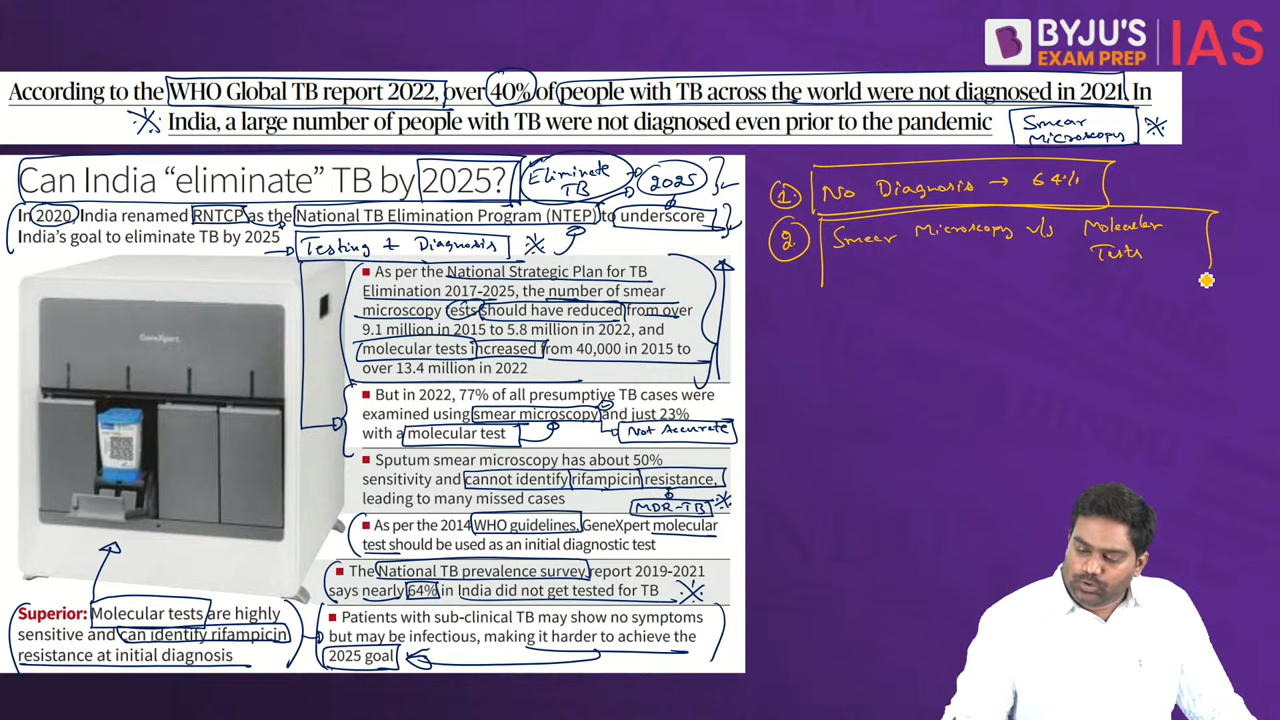 BYJU'S
EXAM PREP
IAS
According to the WHO Global TB report 2022, over 40% of people with TB across the world were not diagnosed in 2021. In
India, a large number of people with TB were not diagnosed even prior to the pandemic
Smear
Microscopy
Can India “eliminate” TB by 2025?
Eliminate
TB
2025
In 2020, India renamed RNTCP as the National TB Elimination Program (NTEP) to underscore
India's goal to eliminate TB by 2025
Testing & Diagnosis
GeneXpert
■ As per the National Strategic Plan for TB
Elimination 2017-2025, the number of smear
microscopy tests should have reduced from over
9.1 million in 2015 to 5.8 million in 2022, and
molecular tests increased from 40,000 in 2015 to
over 13.4 million in 2022
■ But in 2022, 77% of all presumptive TB cases were
examined using smear microscopy and just 23%
with a molecular test
Not Accurate
■ Sputum smear microscopy has about 50%
sensitivity and cannot identify rifampicin resistance,
leading to many missed cases
MDR-TB
■ As per the 2014 WHO guidelines, GeneXpert molecular
test should be used as an initial diagnostic test
■ The National TB prevalence survey report 2019-2021
says nearly 64% in India did not get tested for TB
■ Patients with sub-clinical TB may show no symptoms
but may be infectious, making it harder to achieve the
2025 goal
Superior: Molecular tests are highly
sensitive and can identify rifampicin
resistance at initial diagnosis
1 No Diagnosis → 64%
2 Smear Microscopy v/s Molecular
Tests